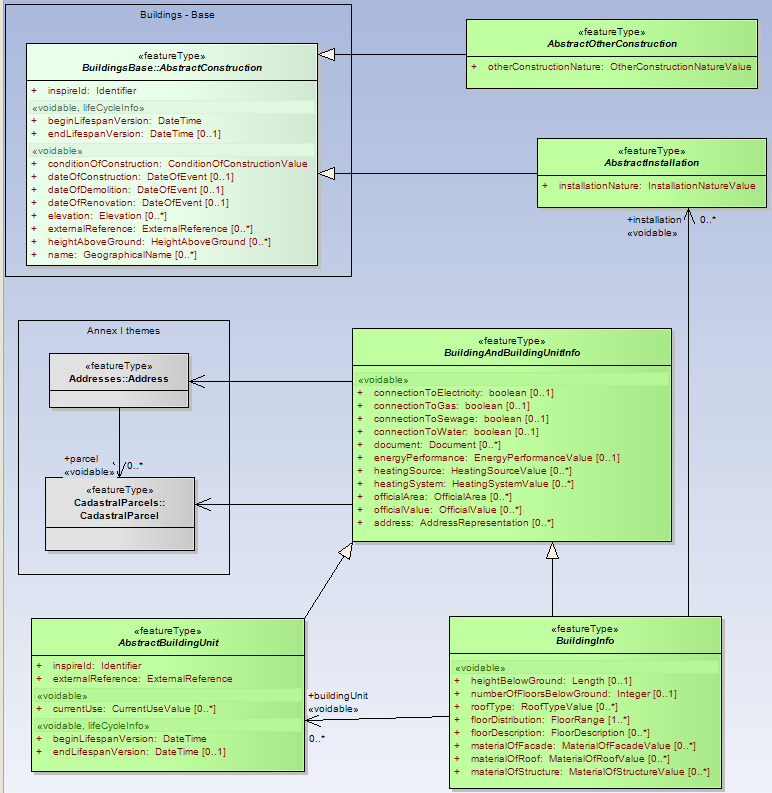 Buildings - Base
«featureType»
BuildingsBase::AbstractConstruction
+ inspireId: Identifier
«voidable, lifeCycleInfo»
+ beginLifespanVersion: DateTime
+ endLifespanVersion: DateTime [0..1]
«voidable»
+ conditionOfConstruction: ConditionOfConstructionValue
+ dateOfConstruction: DateOfEvent [0..1]
+ dateOfDemolition: DateOfEvent [0..1]
+ dateOfRenovation: DateOfEvent [0..1]
+ elevation: Elevation [0..*]
+ externalReference: ExternalReference [0..*]
+ heightAboveGround: HeightAboveGround [0..*]
+ name: GeographicalName [0..*]
«featureType»
AbstractOtherConstruction
+ otherConstructionNature: OtherConstructionNatureValue
«featureType»
AbstractInstallation
+ installationNature: InstallationNatureValue
+installation 0..*
«voidable»
Annex I themes
«featureType»
Addresses::Address
+parcel
«voidable» 0..*
«featureType»
CadastralParcels::
CadastralParcel
«featureType»
BuildingAndBuildingUnitInfo
«voidable»
+ connectionToElectricity: boolean [0..1]
+ connectionToGas: boolean [0..1]
+ connectionToSewage: boolean [0..1]
+ connectionToWater: boolean [0..1]
+ document: Document [0..*]
+ energyPerformance: EnergyPerformanceValue [0..1]
+ heatingSource: HeatingSourceValue [0..*]
+ heatingSystem: HeatingSystemValue [0..*]
+ officialArea: OfficialArea [0..*]
+ officialValue: OfficialValue [0..*]
+ address: AddressRepresentation [0..*]
«featureType»
AbstractBuildingUnit
+ inspireId: Identifier
+ externalReference: ExternalReference
«voidable»
+ currentUse: CurrentUseValue [0..*]
«voidable, lifeCycleInfo»
+ beginLifespanVersion: DateTime
+ endLifespanVersion: DateTime [0..1]
+buildingUnit
«voidable»
0..*
«featureType»
BuildingInfo
«voidable»
+ heightBelowGround: Length [0..1]
+ numberOfFloorsBelowGround: Integer [0..1]
+ roofType: RoofTypeValue [0..*]
+ floorDistribution: FloorRange [1..*]
+ floorDescription: FloorDescription [0..*]
+ materialOfFacade: MaterialOfFacadeValue [0..*]
+ materialOfRoof: MaterialOfRoofValue [0..*]
+ materialOfStructure: MaterialOfStructureValue [0..*]